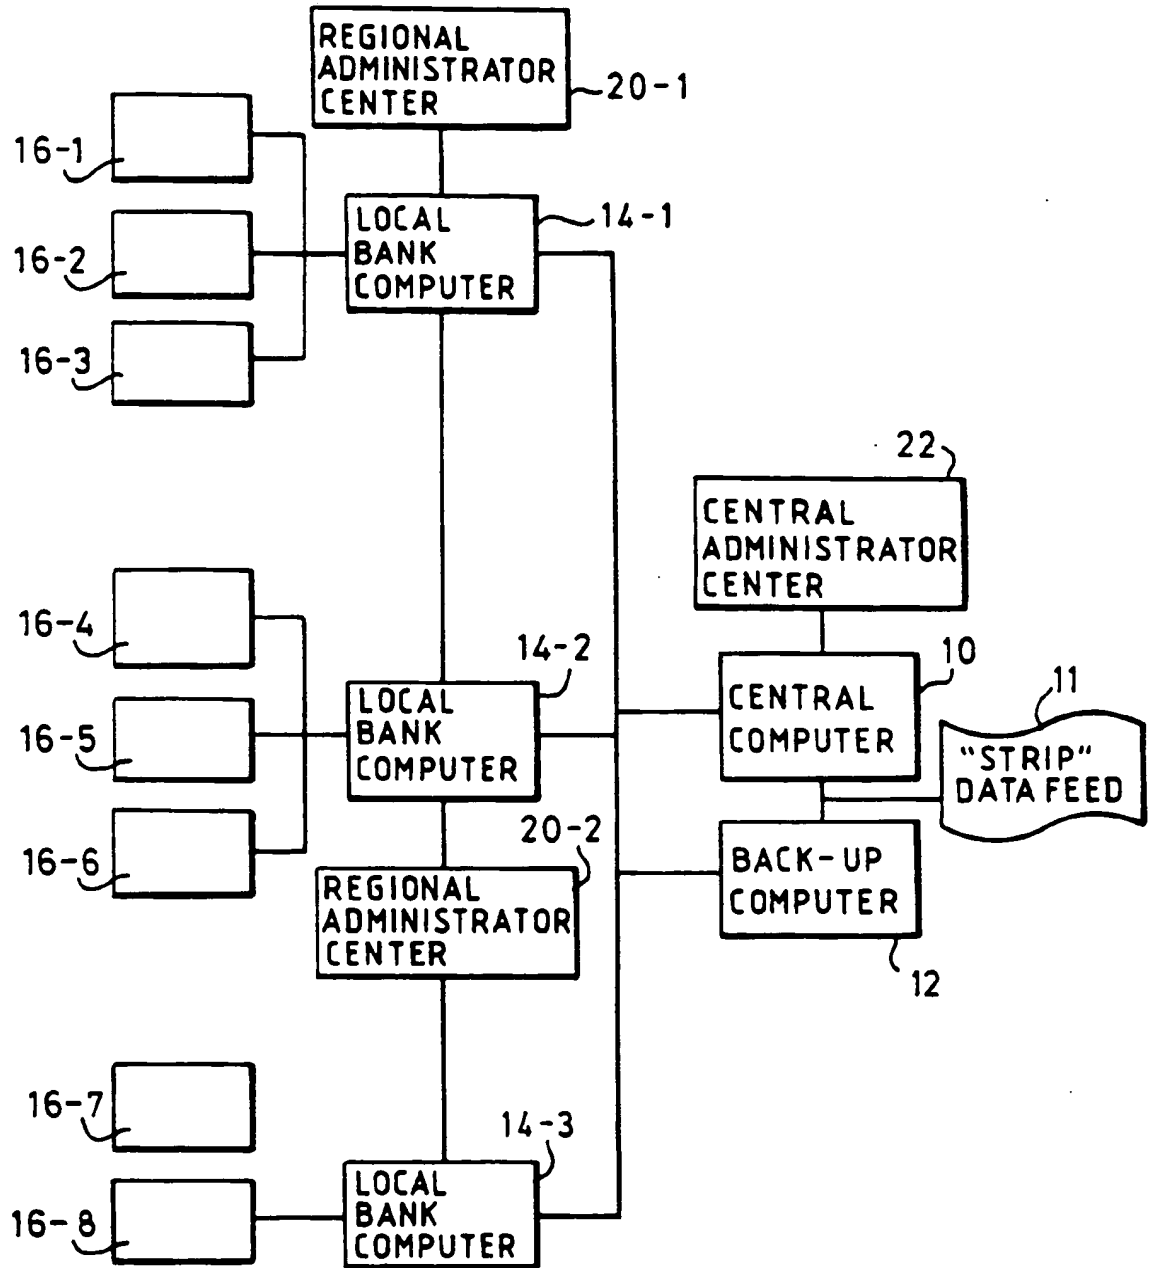 REGIONAL
ADMINISTRATOR
CENTER
20-1
16-1
LOCAL
BANK
COMPUTER
14-1
16-2
16-3
22
CENTRAL
ADMINISTRATOR
CENTER
16-4
14-2
10
LOCAL
BANK
COMPUTER
CENTRAL
COMPUTER
11
"STRIP"
DATA FEED
16-5
20-2
16-6
REGIONAL
ADMINISTRATOR
CENTER
BACK-UP
COMPUTER
12
16-7
14-3
LOCAL
BANK
COMPUTER
16-8